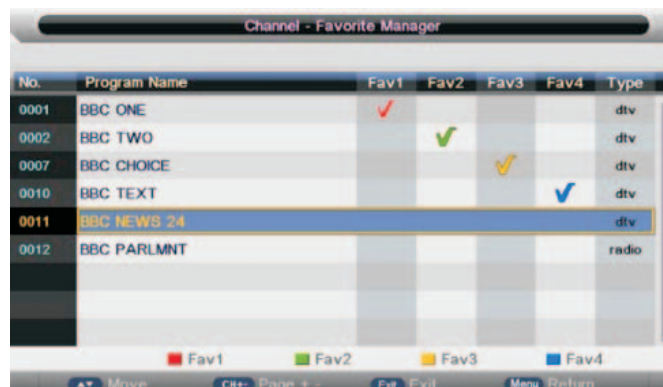 Channel - Favorite Manager
No. Program Name Fav1 Fav2 Fav3 Fav4 Type
0001 BBC ONE dtv
0002 BBC TWO dtv
0007 BBC CHOICE dtv
0010 BBC TEXT dtv
0011 BBC NEWS 24 dtv
0012 BBC PARLMNT radio
Fav1 Fav2 Fav3 Fav4
Move CH+- Page + - Exit Exit Menu Return